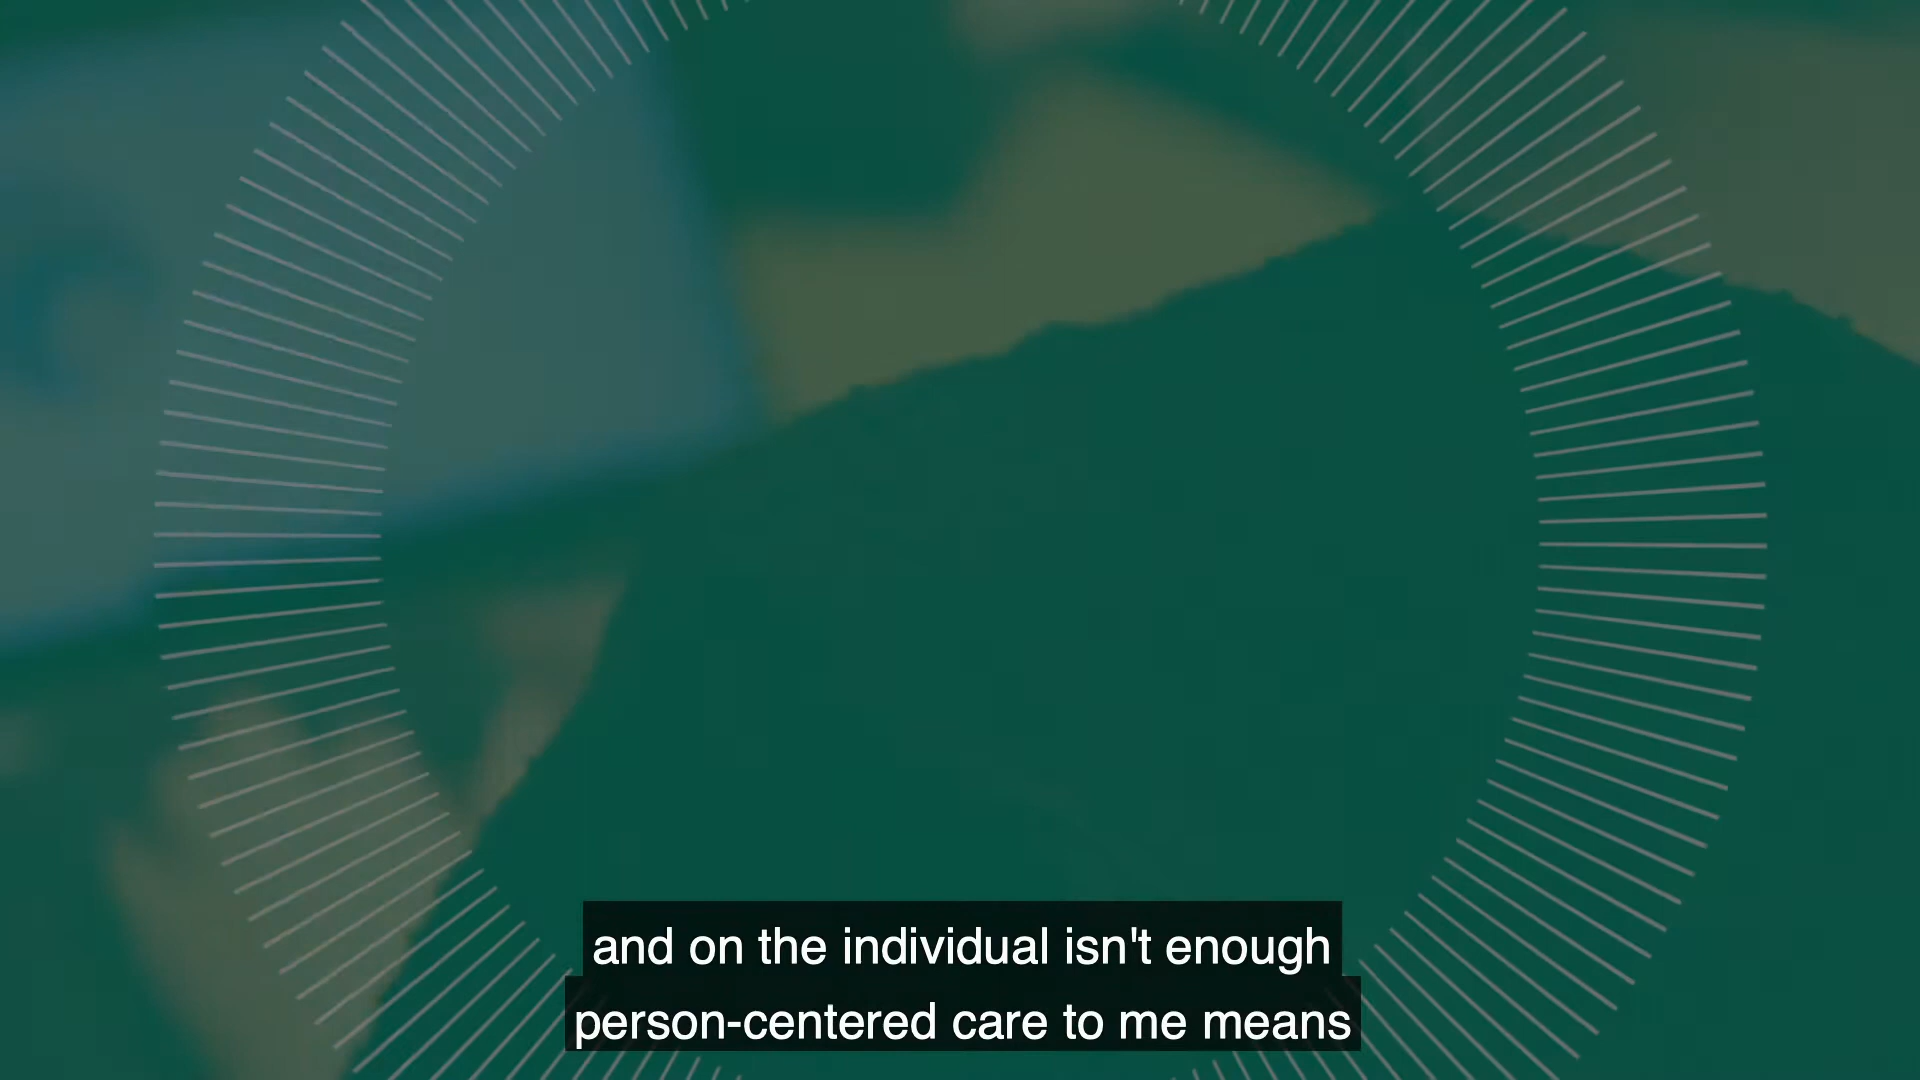 and on the individual isn't enough
person-centered care to me means